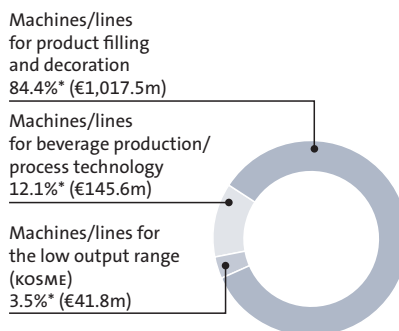 Machines/lines
for product filling
and decoration
84.4%* (€1,017.5m)
Machines/lines
for beverage production/
process technology
12.1%* (€145.6m)
Machines/lines for
the low output range
(KOSME)
3.5%* (€41.8m)